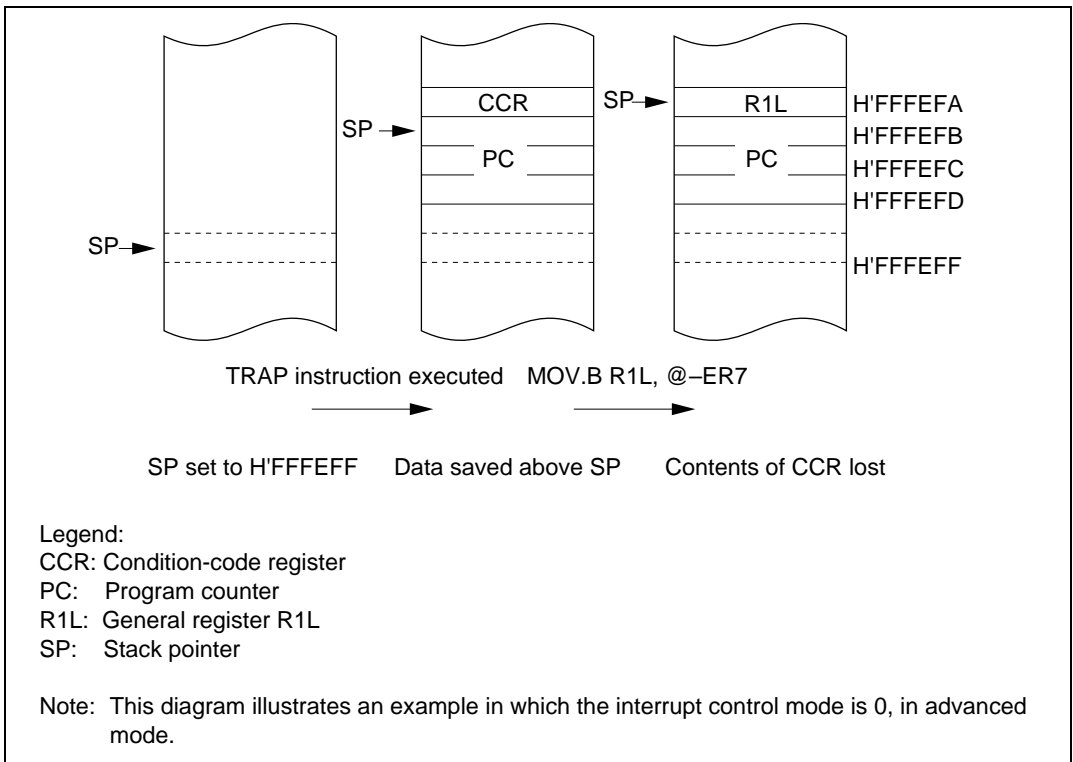 CCR
SP
R1L
H'FFFEFA
SP
H'FFFEFB
PC
PC
H'FFFEFC
H'FFFEFD
SP
H'FFFEFF
TRAP instruction executed
MOV.B R1L, @–ER7
SP set to H'FFFEFF
Data saved above SP
Contents of CCR lost
Legend:
CCR: Condition-code register
PC: Program counter
R1L: General register R1L
SP: Stack pointer
Note: This diagram illustrates an example in which the interrupt control mode is 0, in advanced
mode.